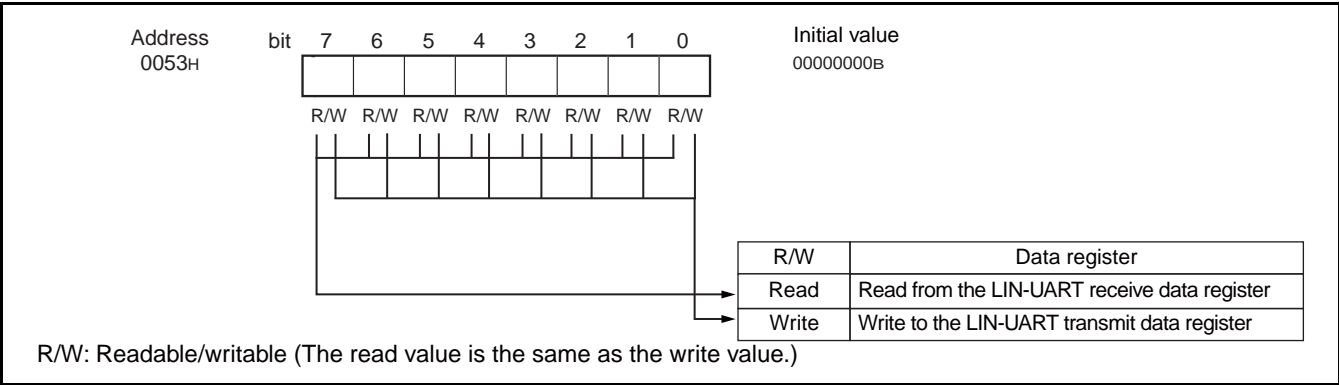 Address bit 7 6 5 4 3 2 1 0 Initial value
0053H 00000000B
R/W R/W R/W R/W R/W R/W R/W R/W
R/W Data register
Read Read from the LIN-UART receive data register
Write Write to the LIN-UART transmit data register
R/W: Readable/writable (The read value is the same as the write value.)